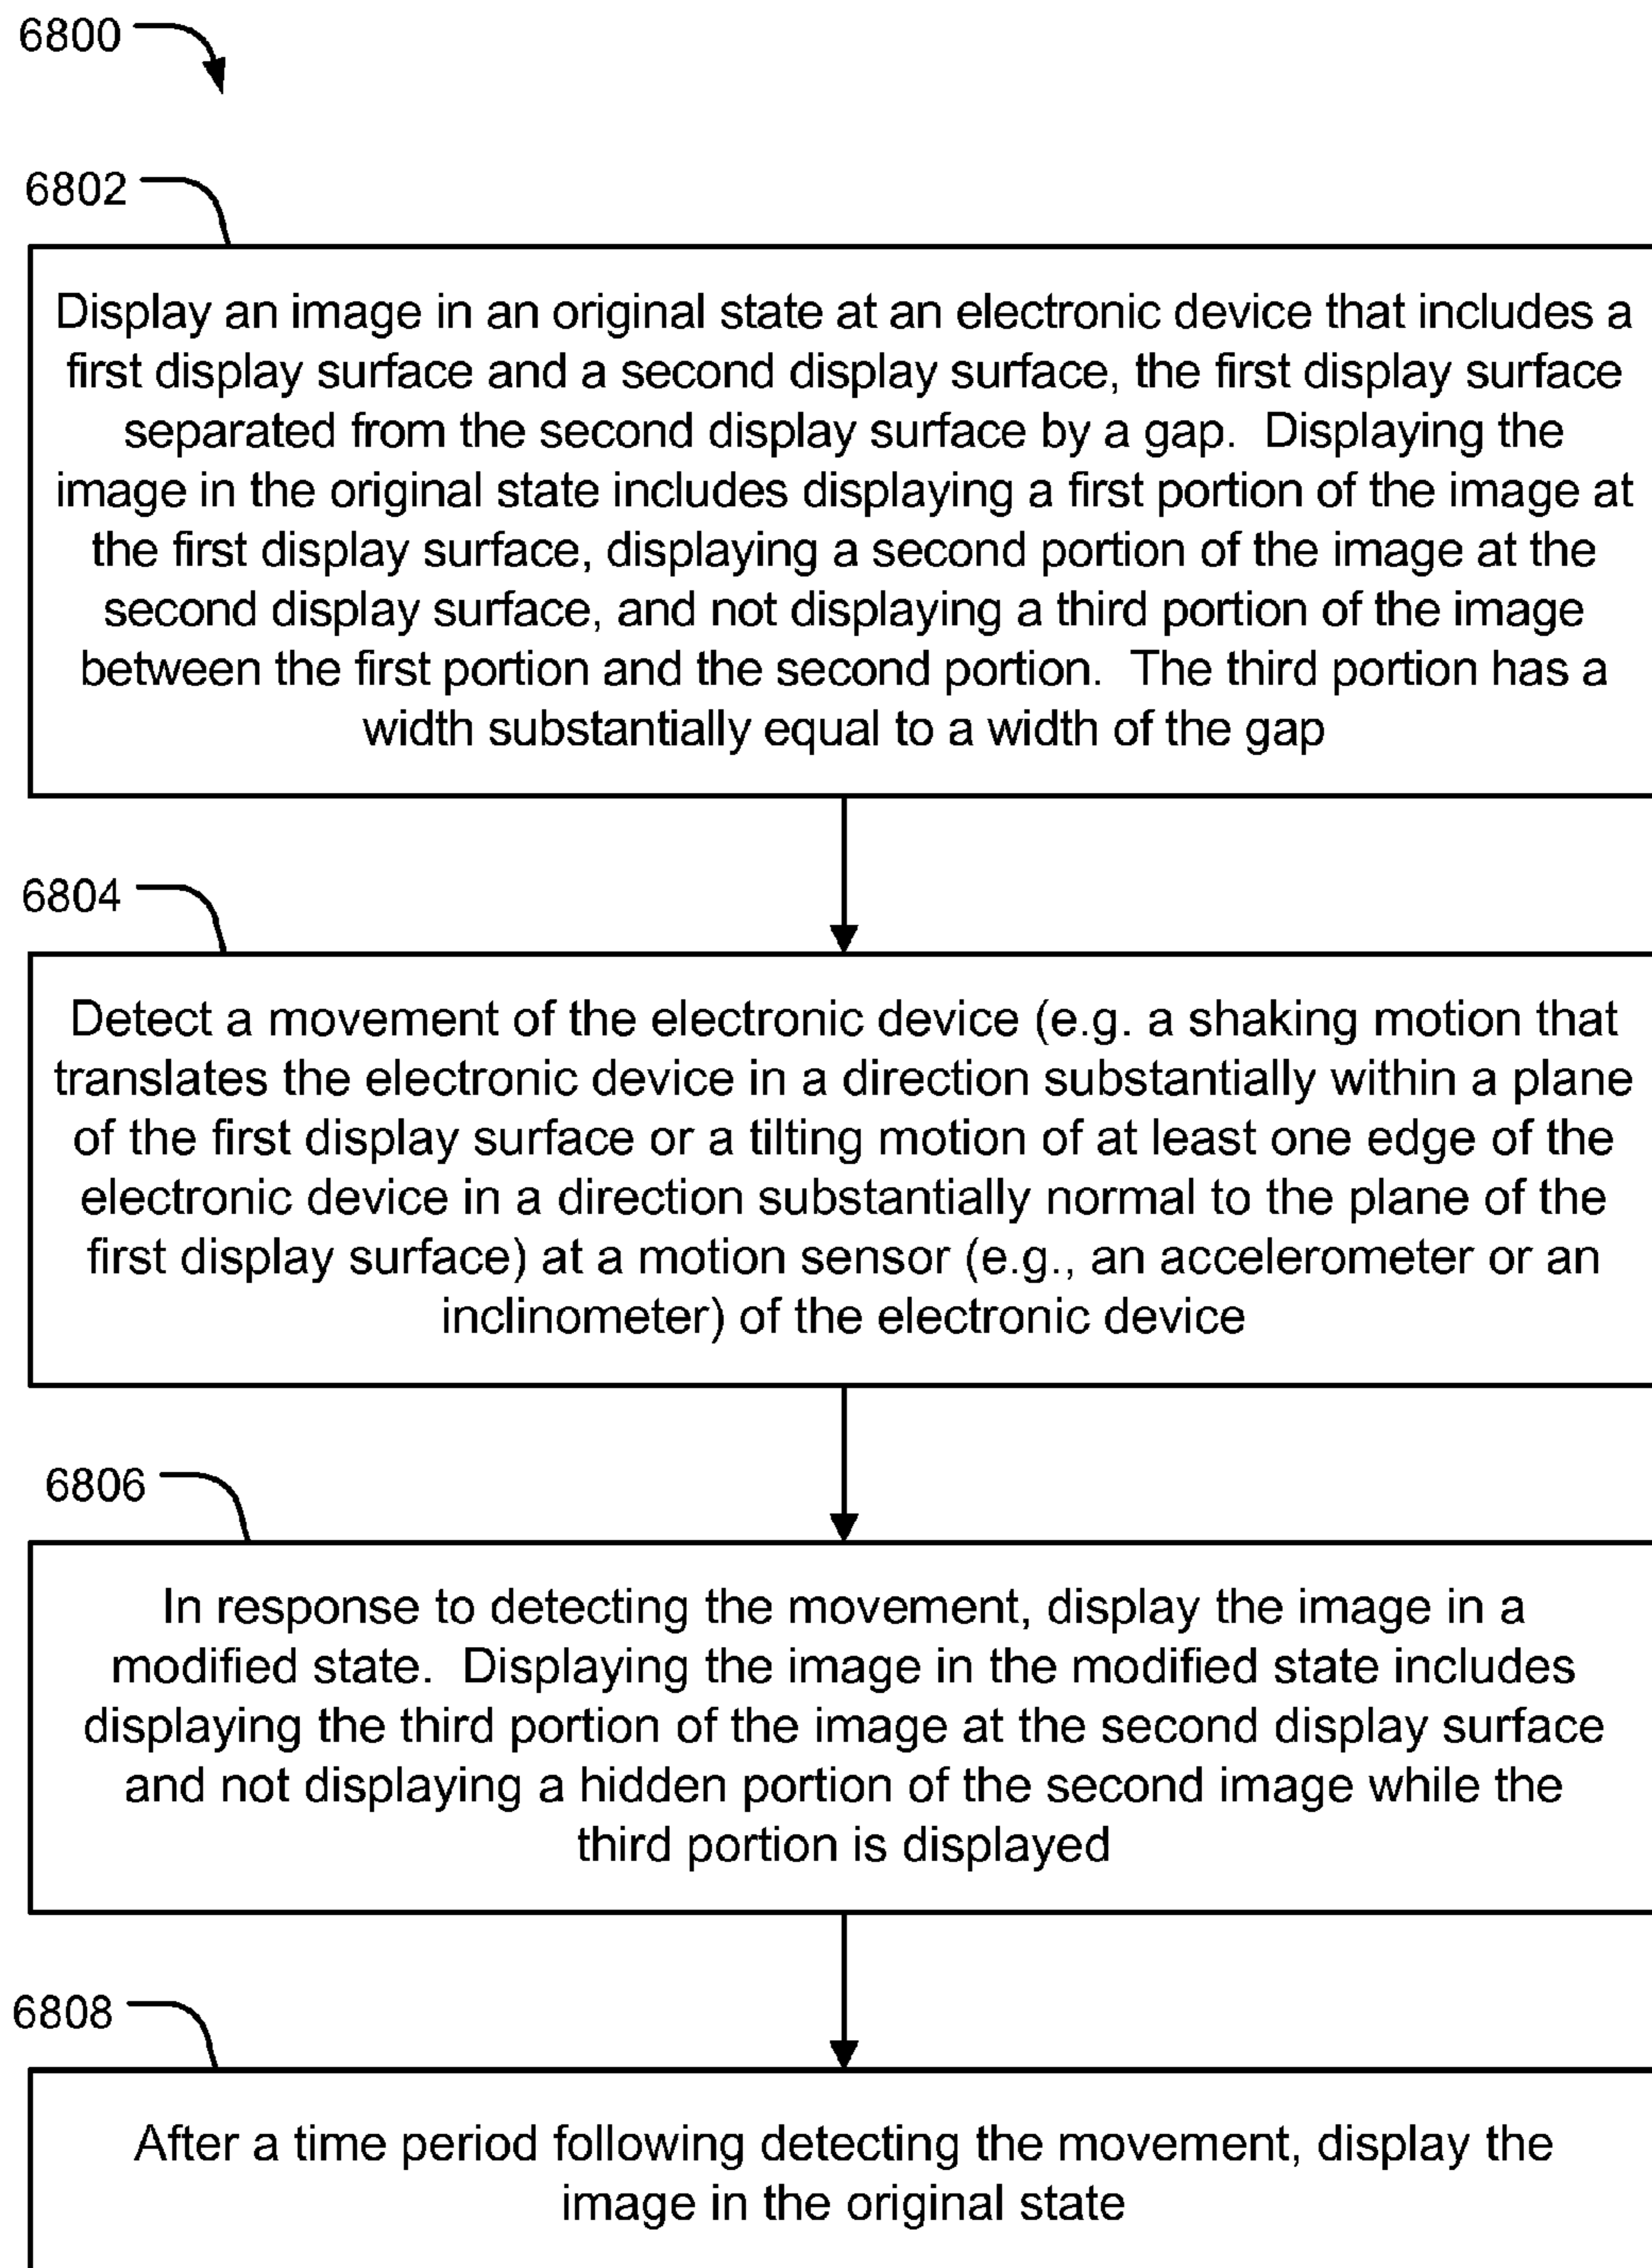 6800
6802
Display an image in an original state at an electronic device that includes a
first display surface and a second display surface, the first display surface
separated from the second display surface by a gap. Displaying the
image in the original state includes displaying a first portion of the image at
the first display surface, displaying a second portion of the image at the
second display surface, and not displaying a third portion of the image
between the first portion and the second portion. The third portion has a
width substantially equal to a width of the gap
6804
Detect a movement of the electronic device (e.g. a shaking motion that
translates the electronic device in a direction substantially within a plane
of the first display surface or a tilting motion of at least one edge of the
electronic device in a direction substantially normal to the plane of the
first display surface) at a motion sensor (e.g., an accelerometer or an
inclinometer) of the electronic device
6806
In response to detecting the movement, display the image in a
modified state. Displaying the image in the modified state includes
displaying the third portion of the image at the second display surface
and not displaying a hidden portion of the second image while the
third portion is displayed
6808
After a time period following detecting the movement, display the
image in the original state